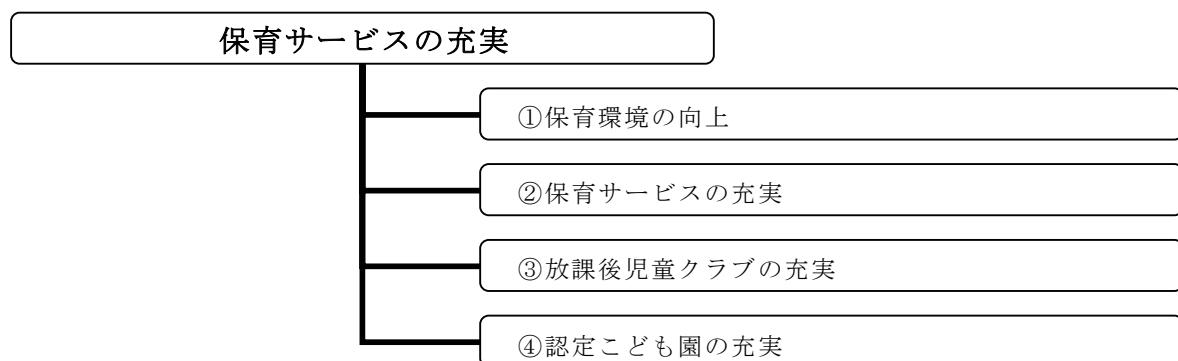 保育サービスの充実
①保育環境の向上
②保育サービスの充実
③放課後児童クラブの充実
④認定こども園の充実